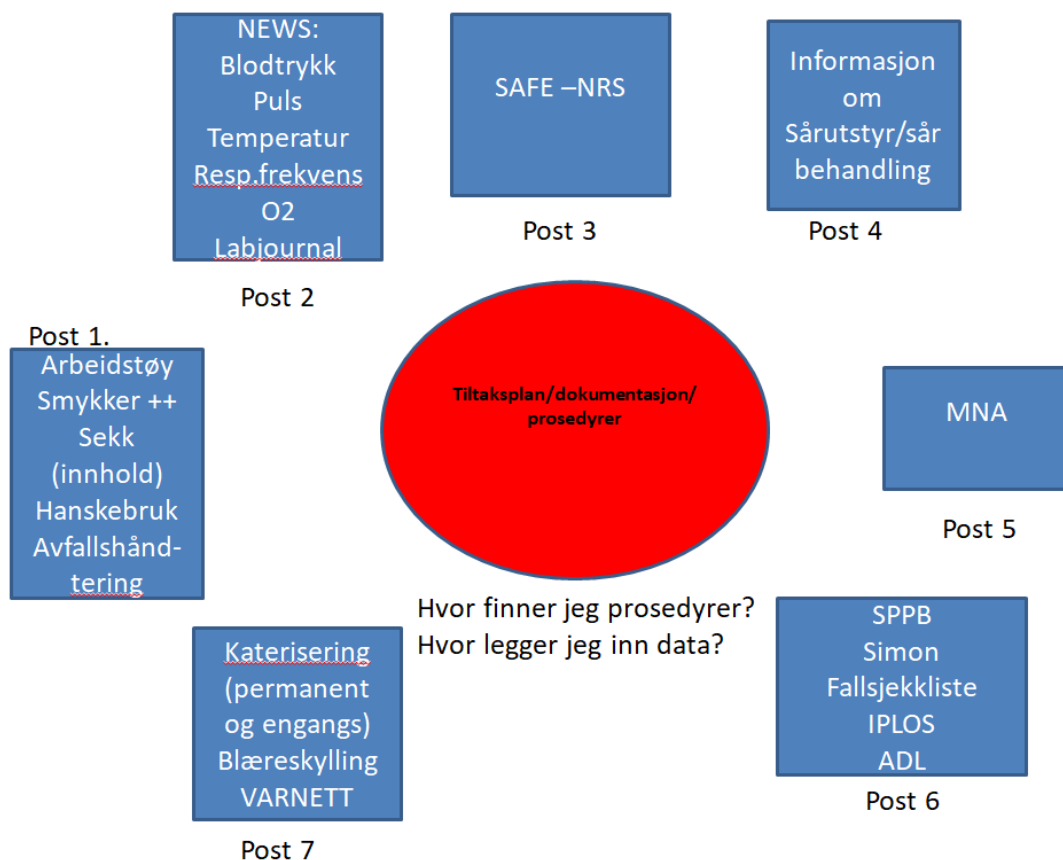 NEWS:
Blodtrykk
Puls
Temperatur
Resp.frekvens
O2
Labjournal
Post 2
SAFE –NRS
Post 3
Informasjon
om
Sårutstyr/sår
behandling
Post 4
Post 1.
Arbeidstøy
Smykker ++
Sekk
(innhold)
Hanskebruk
Avfallshånd-
tering
Tiltaksplan/dokumentasjon/
prosedyrer
MNA
Post 5
Hvor finner jeg prosedyrer?
Hvor legger jeg inn data?
SPPB
Simon
Fallsjekkliste
IPLOS
ADL
Post 6
Katerisering
(permanent
og engangs)
Blæreskylling
VARNETT
Post 7